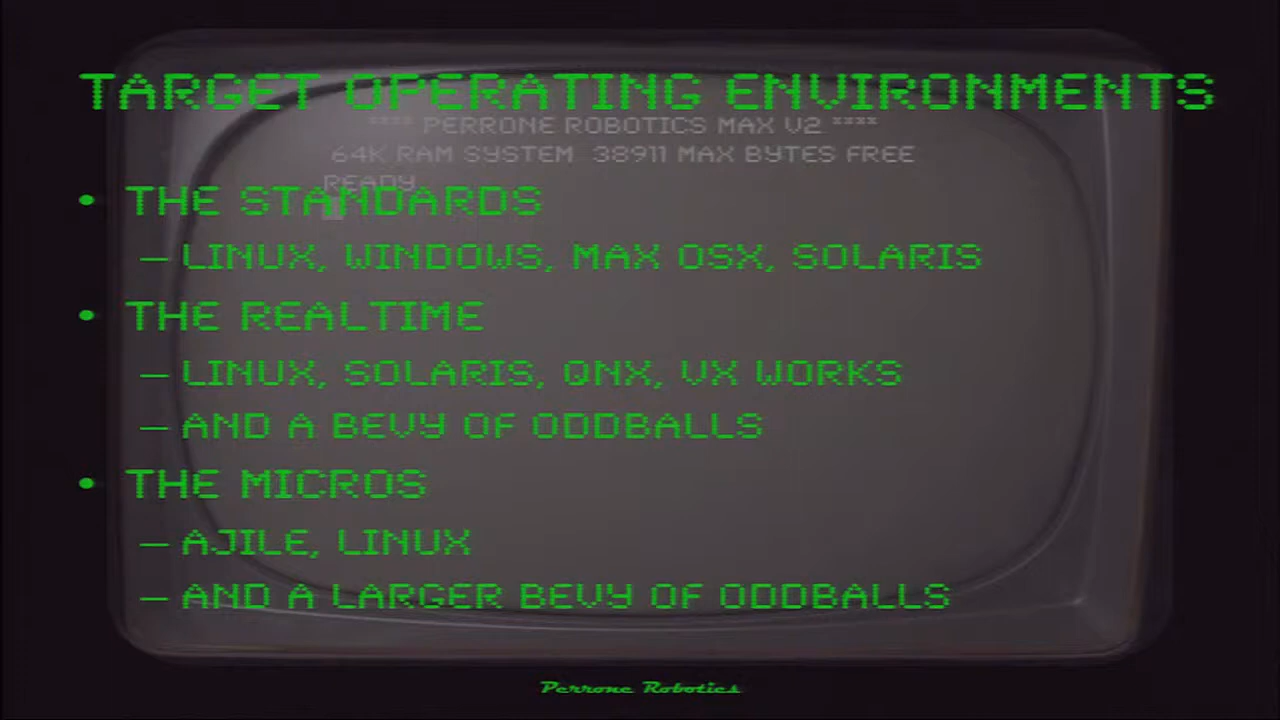 TARGET OPERATING ENVIRONMENTS
**** PERRONE ROBOTICS MAX V2 ****
64K RAM SYSTEM 38911 MAX BYTES FREE
READY
• THE STANDARDS
– LINUX, WINDOWS, MAX OSX, SOLARIS
• THE REALTIME
– LINUX, SOLARIS, QNX, VX WORKS
– AND A BEVY OF ODDBALLS
• THE MICROS
– AJILE, LINUX
– AND A LARGER BEVY OF ODDBALLS
Perrone Robotics